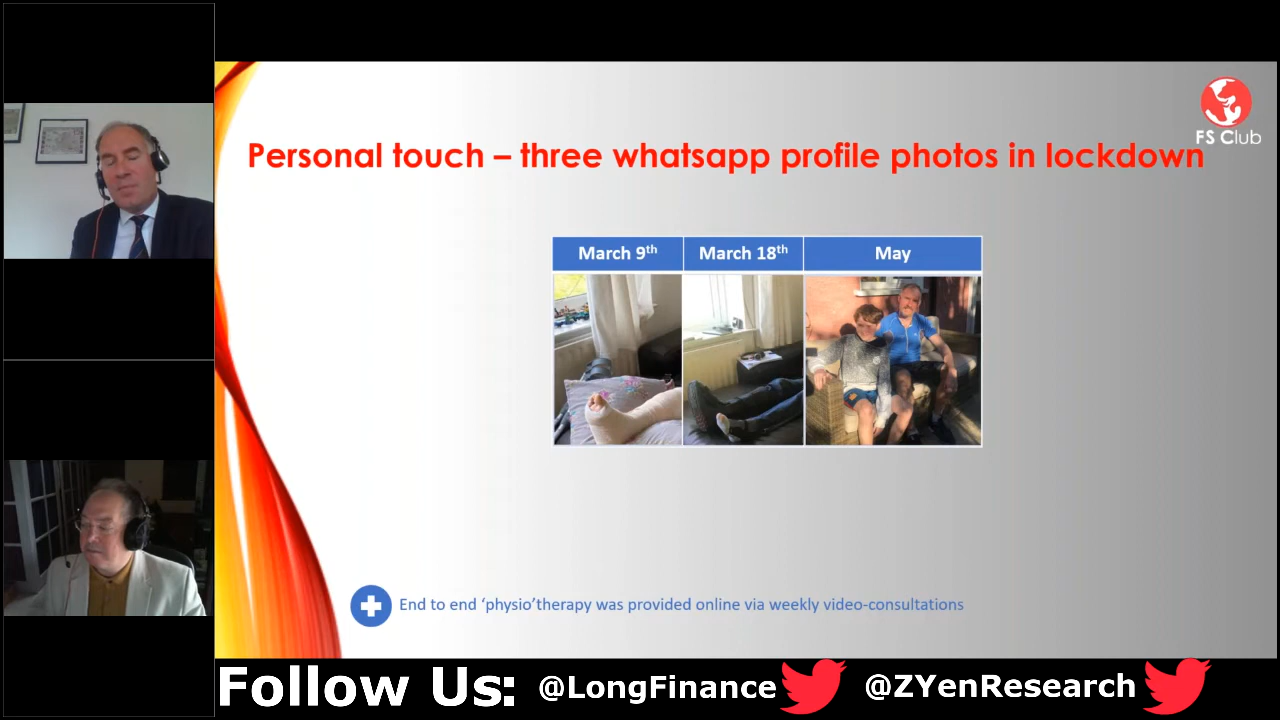 FS Club
Personal touch – three whatsapp profile photos in lockdown
March 9th
March 18th
May
End to end ‘physio’therapy was provided online via weekly video-consultations
Follow Us: @LongFinance @ZYenResearch